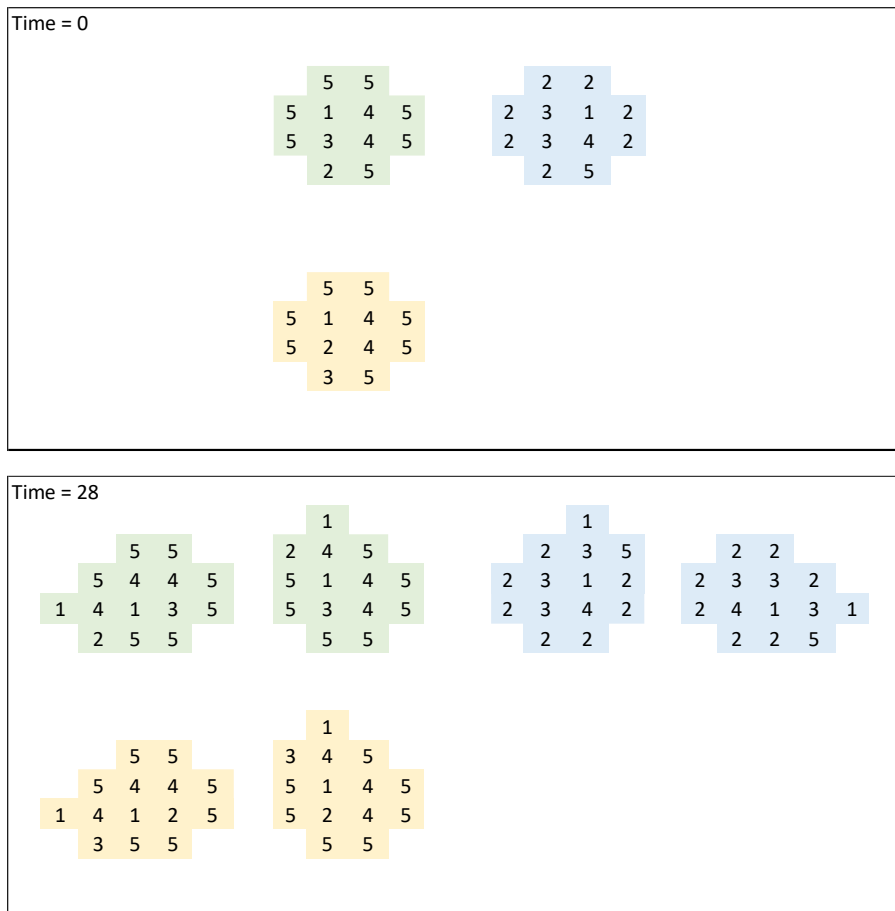 Time = 0
5 5 2 2
5 1 4 5 2 3 1 2
5 3 4 5 2 3 4 2
2 5 2 5
5 5
5 1 4 5
5 2 4 5
3 5
Time = 28
1 1
5 5 2 4 5 2 3 5 2 2
5 4 4 5 5 1 4 5 2 3 1 2 2 3 3 2
1 4 1 3 5 5 3 4 5 2 3 4 2 2 4 1 3 1
2 5 5 5 5 2 2 2 2 5
1
5 5 3 4 5
5 4 4 5 5 1 4 5
1 4 1 2 5 5 2 4 5
3 5 5 5 5